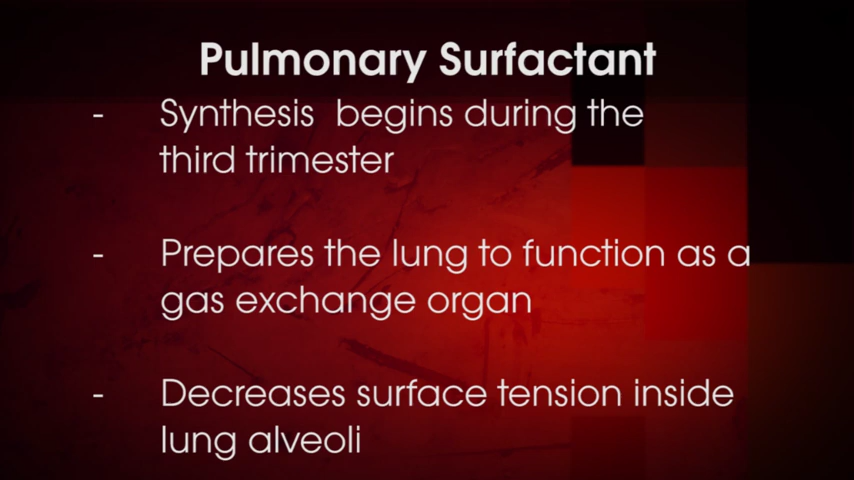 Pulmonary Surfactant
- Synthesis begins during the
third trimester
- Prepares the lung to function as a
gas exchange organ
- Decreases surface tension inside
lung alveoli